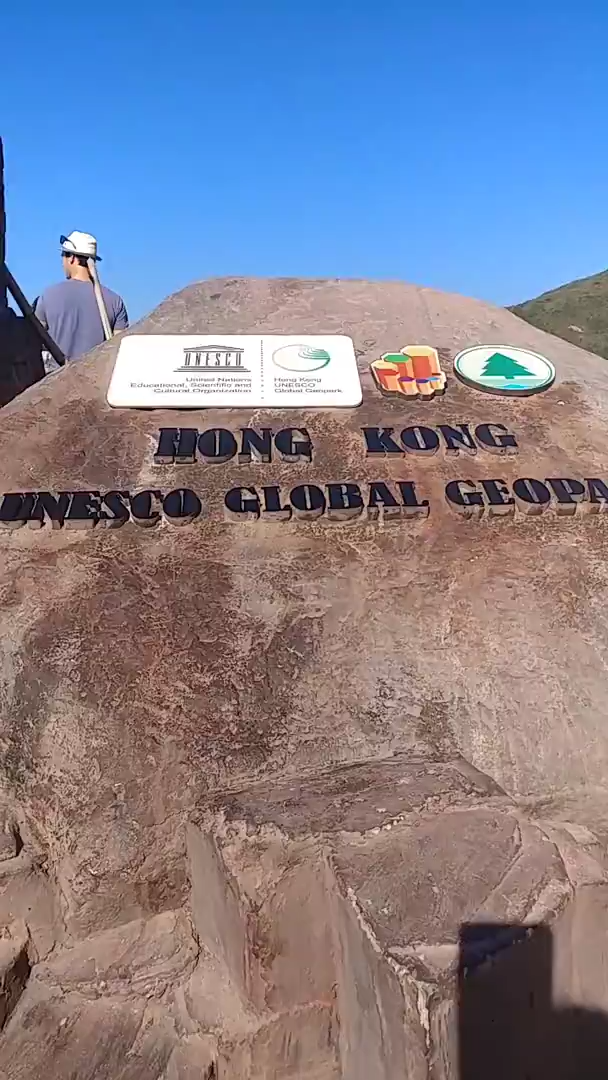 UNESCO
United Nations
Educational, Scientific and
Cultural Organization
Hong Kong
UNESCO
Global Geopark
HONG KONG
UNESCO GLOBAL GEOPA